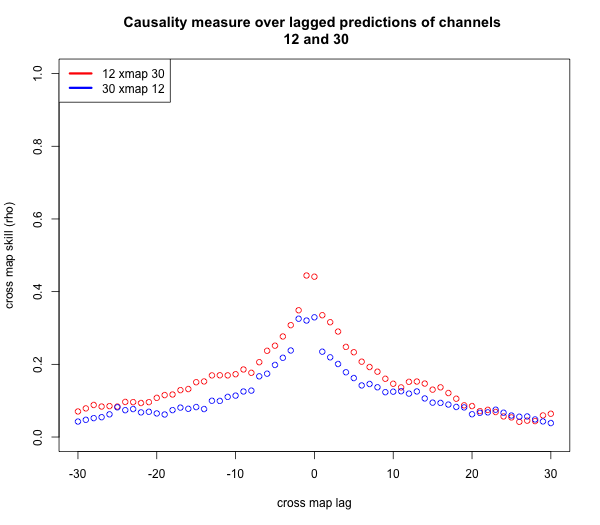 Causality measure over lagged predictions of channels
12 and 30
12 xmap 30
30 xmap 12
cross map skill (rho)
1.0
0.8
0.6
0.4
0.2
0.0
-30 -20 -10 0 10 20 30
cross map lag